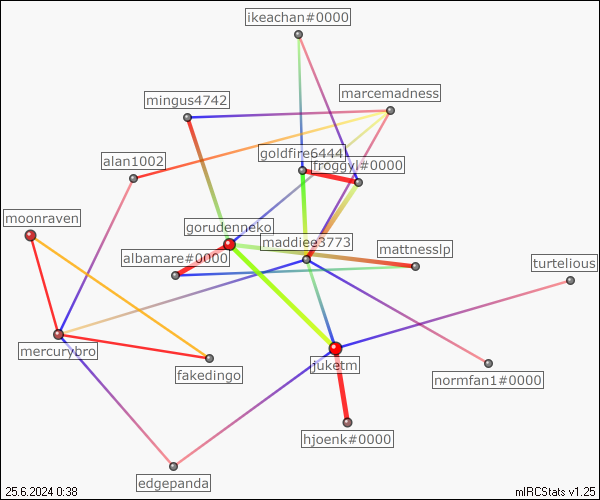 ikeachan#0000
marcemadness
mingus4742
goldfire6444
froggyl#0000
alan1002
moonraven
gorudenneko
maddiee3773
albamare#0000
mattnesslp
turtelious
mercurybro
fakedingo
juketm
normfan1#0000
hjoenk#0000
edgepanda
25.6.2024 0:38
mIRCStats v1.25